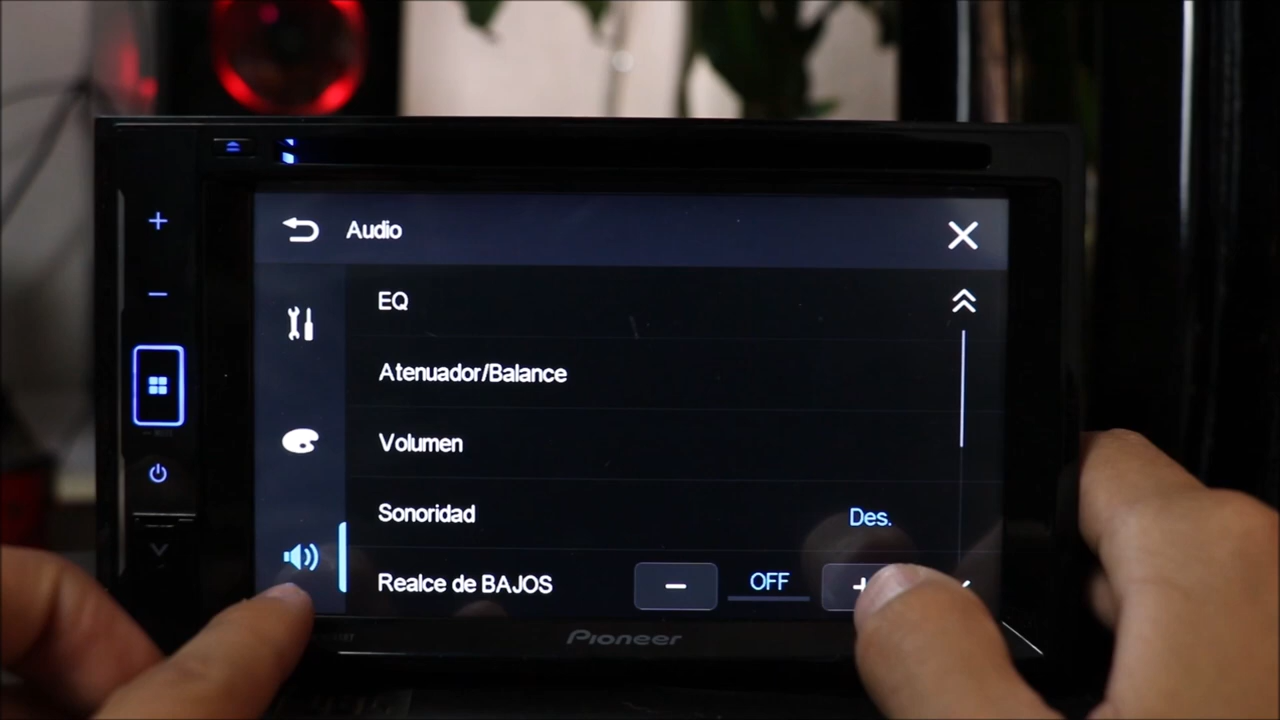 Audio
EQ
Atenuador/Balance
Volumen
Sonoridad
Des.
Realce de BAJOS
− OFF +
Pioneer